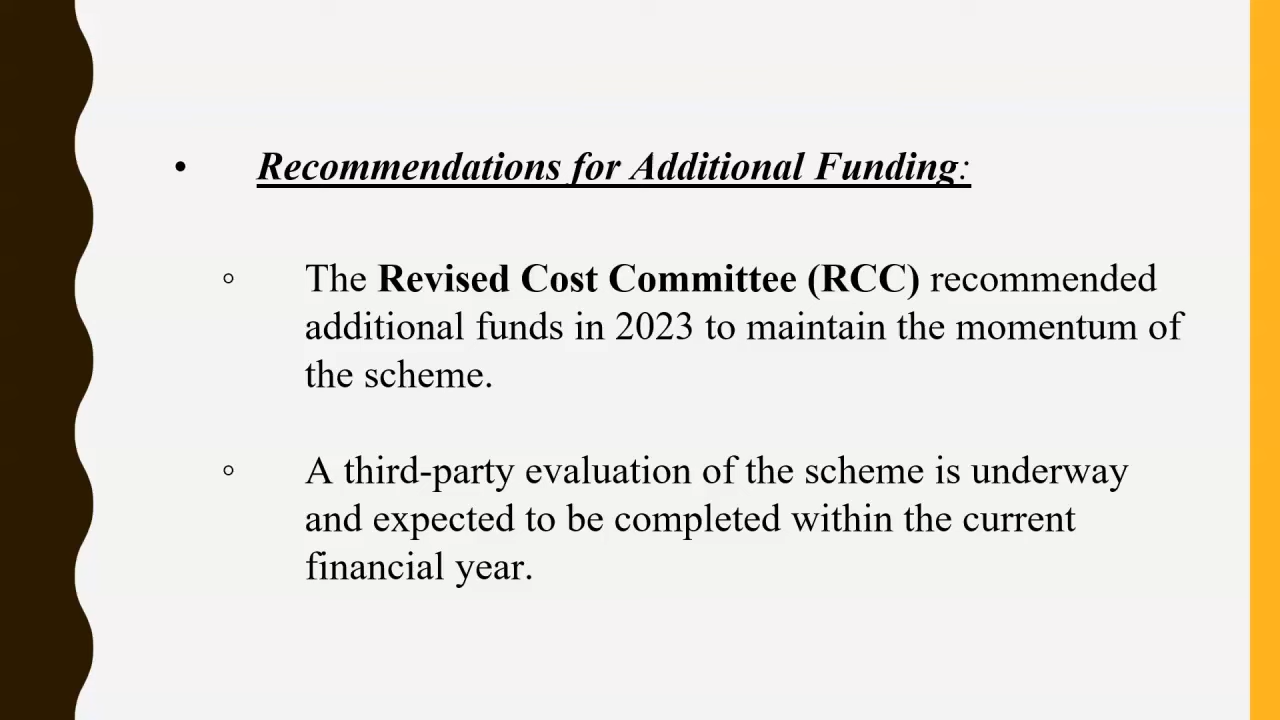 • Recommendations for Additional Funding:
◦ The Revised Cost Committee (RCC) recommended
additional funds in 2023 to maintain the momentum of
the scheme.
◦ A third-party evaluation of the scheme is underway
and expected to be completed within the current
financial year.